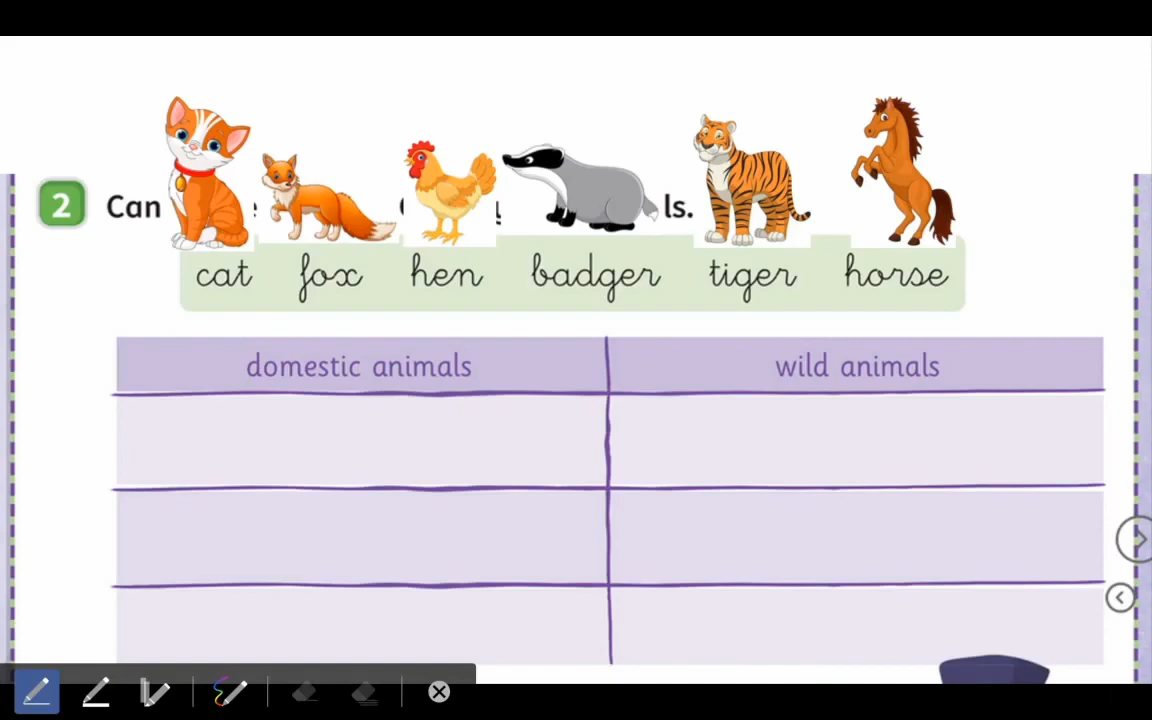 2 Can ls.
cat fox hen badger tiger horse
domestic animals wild animals